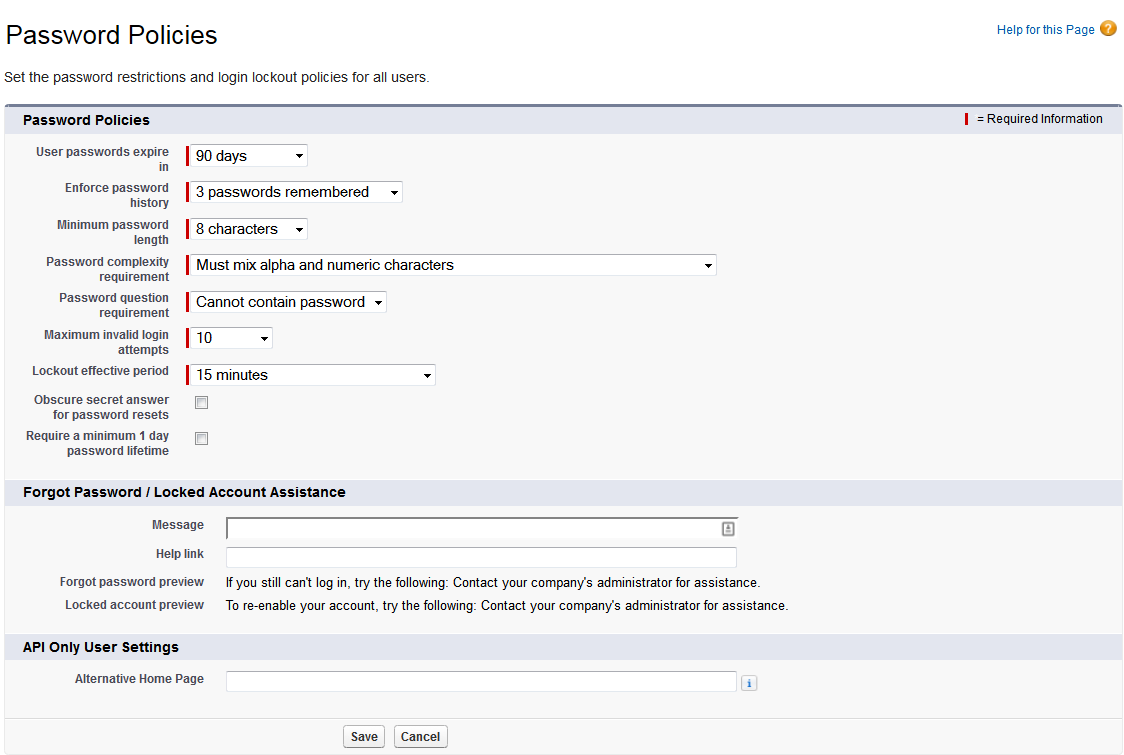 Password Policies
Help for this Page ?
Set the password restrictions and login lockout policies for all users.
Password Policies
= Required Information
User passwords expire
in
90 days
Enforce password
history
3 passwords remembered
Minimum password
length
8 characters
Password complexity
requirement
Must mix alpha and numeric characters
Password question
requirement
Cannot contain password
Maximum invalid login
attempts
10
Lockout effective period
15 minutes
Obscure secret answer
for password resets
Require a minimum 1 day
password lifetime
Forgot Password / Locked Account Assistance
Message
Help link
Forgot password preview
If you still can't log in, try the following: Contact your company's administrator for assistance.
Locked account preview
To re-enable your account, try the following: Contact your company's administrator for assistance.
API Only User Settings
Alternative Home Page
i
Save
Cancel